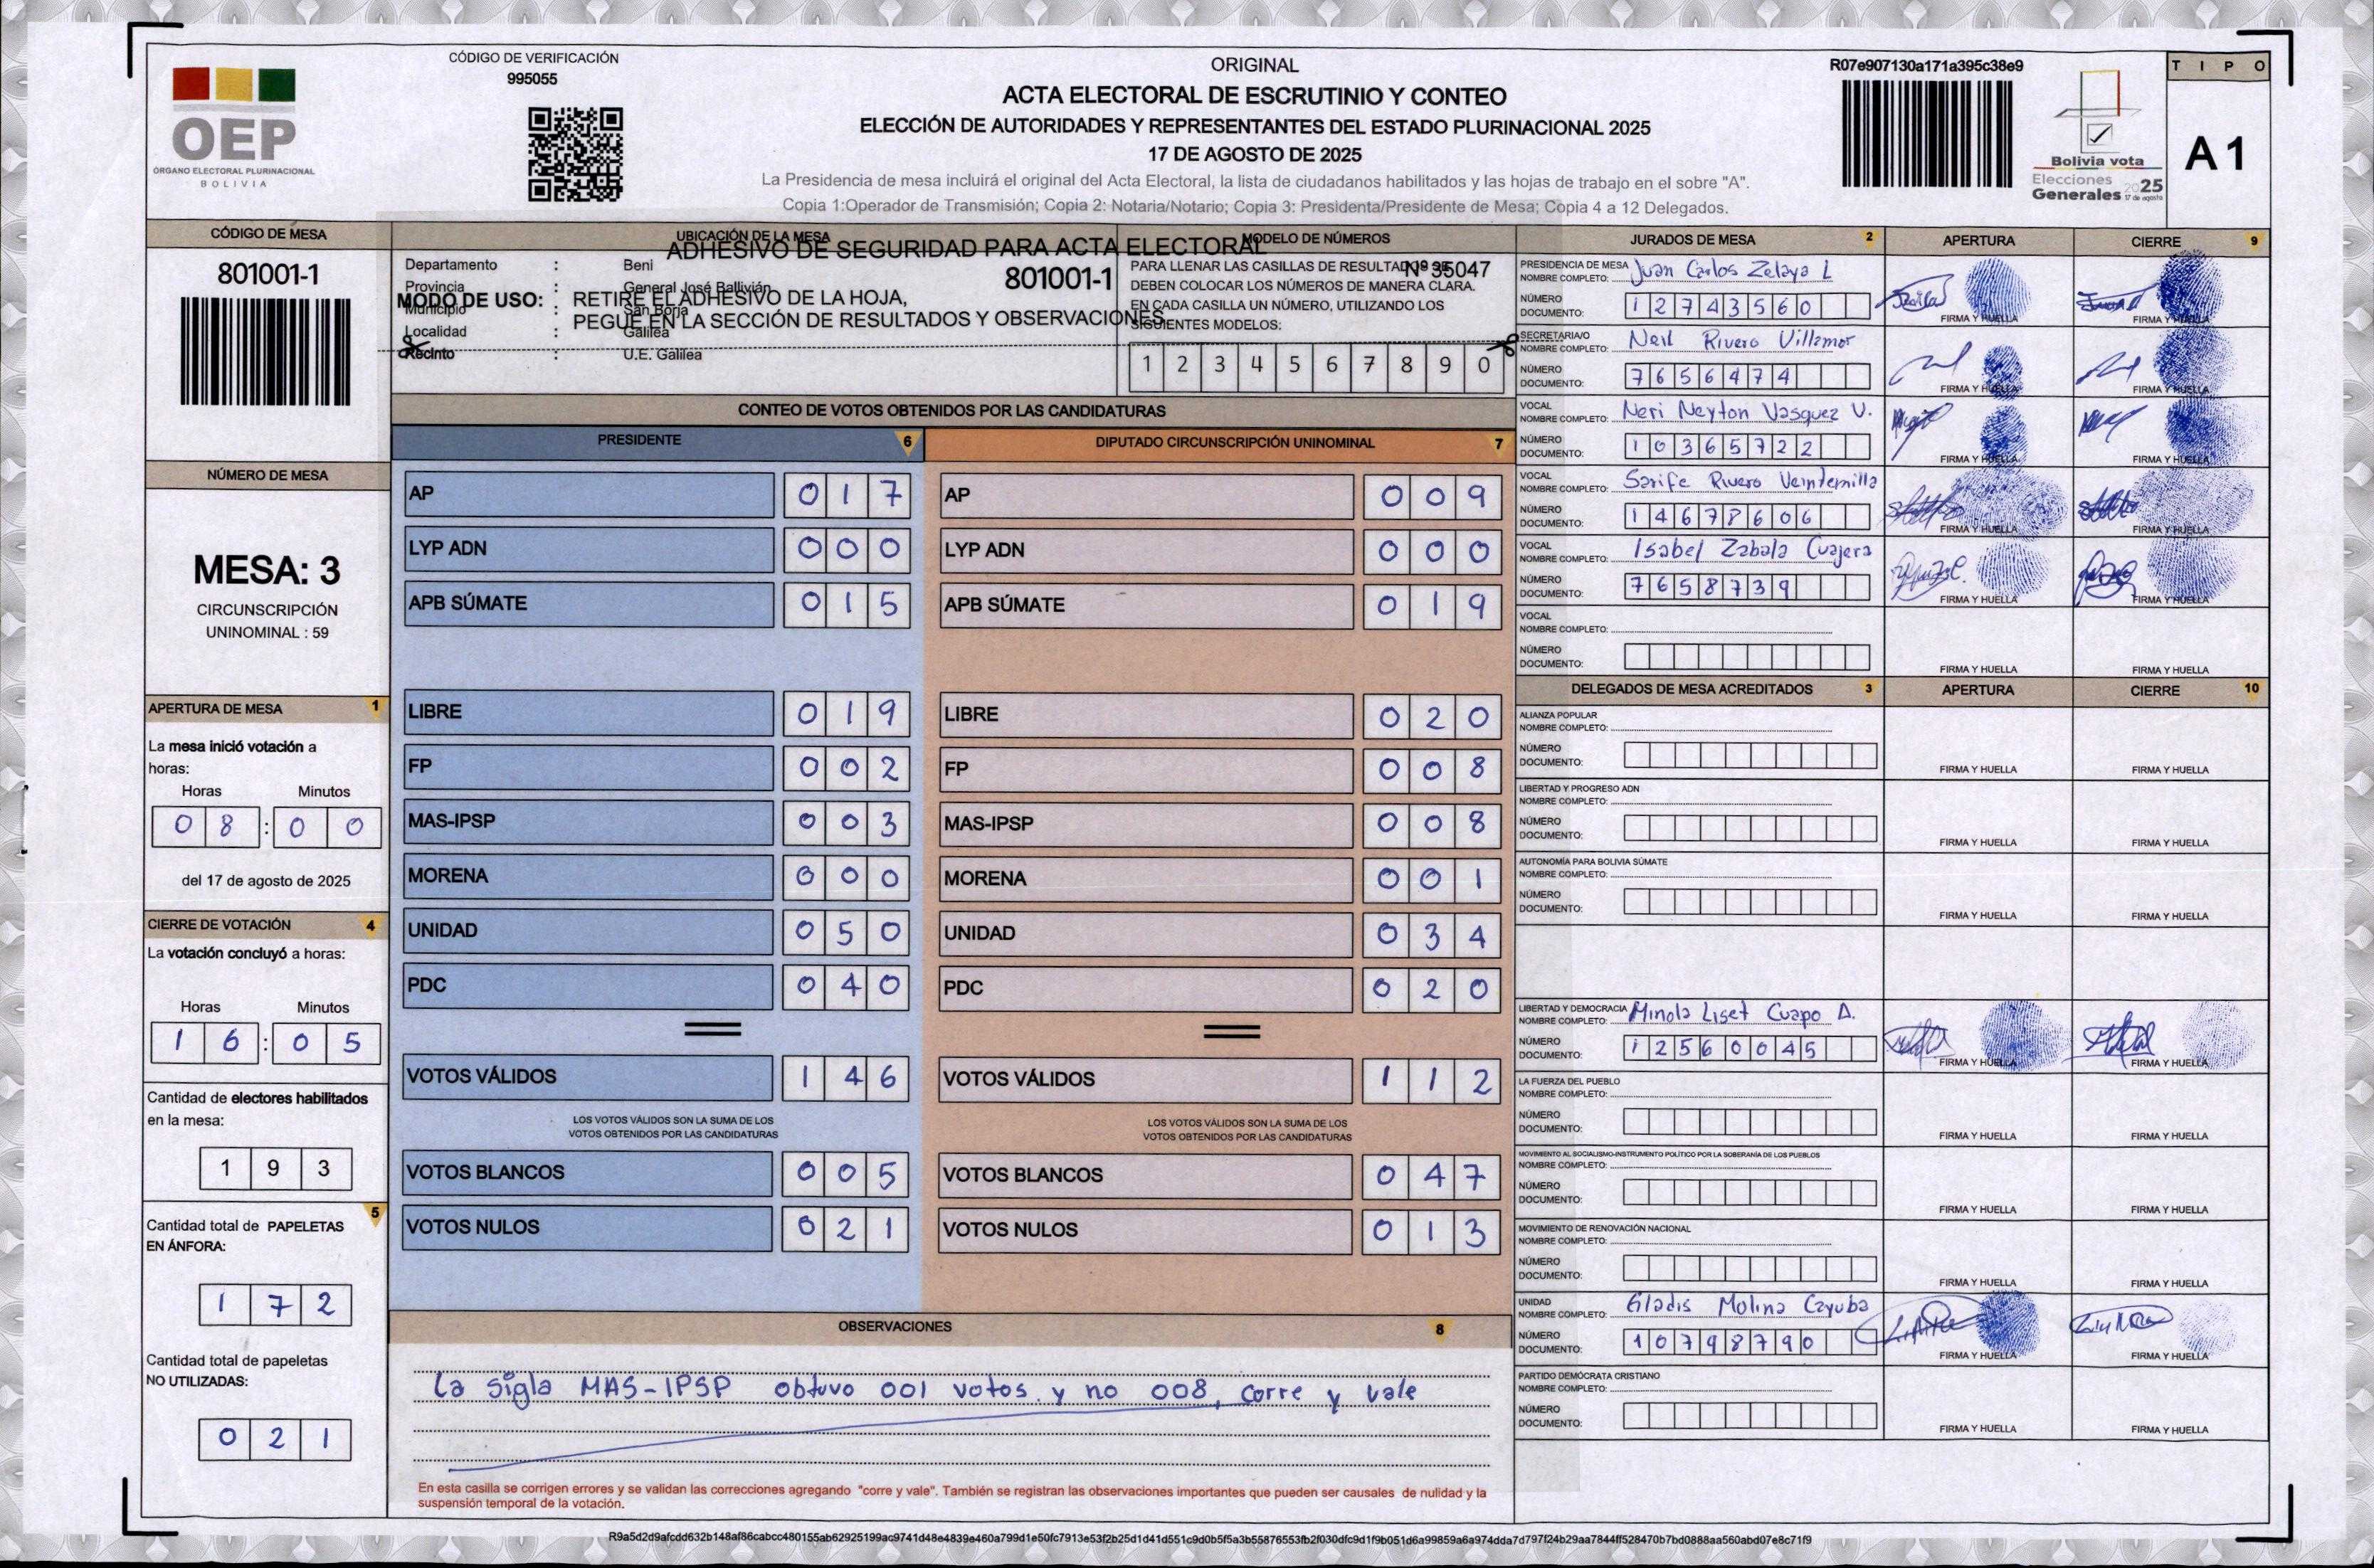 CÓDIGO DE VERIFICACIÓN
995055
OEP
ÓRGANO ELECTORAL PLURINACIONAL
BOLIVIA
ORIGINAL
ACTA ELECTORAL DE ESCRUTINIO Y CONTEO
ELECCIÓN DE AUTORIDADES Y REPRESENTANTES DEL ESTADO PLURINACIONAL 2025
17 DE AGOSTO DE 2025
La Presidencia de mesa incluirá el original del Acta Electoral, la lista de ciudadanos habilitados y las hojas de trabajo en el sobre "A".
Copia 1:Operador de Transmisión; Copia 2: Notaria/Notario; Copia 3: Presidenta/Presidente de Mesa; Copia 4 a 12 Delegados.
R07e907130a171a395c38e9
Bolivia vota
Elecciones
Generales 2025
17 de agosto
TIPO
A 1
CÓDIGO DE MESA
801001-1
NÚMERO DE MESA
MESA: 3
CIRCUNSCRIPCIÓN
UNINOMINAL : 59
APERTURA DE MESA 1
La mesa inició votación a
horas:
Horas Minutos
0 8 : 0 0
del 17 de agosto de 2025
CIERRE DE VOTACIÓN 4
La votación concluyó a horas:
Horas Minutos
1 6 : 0 5
Cantidad de electores habilitados
en la mesa:
1 9 3
5
Cantidad total de PAPELETAS
EN ÁNFORA:
1 7 2
Cantidad total de papeletas
NO UTILIZADAS:
0 2 1
UBICACIÓN DE LA MESA
ADHESIVO DE SEGURIDAD PARA ACTA ELECTORAL
Departamento : Beni
Provincia : General José Ballivián
Municipio : San Borja
Localidad : Galilea
Recinto : U.E. Galilea
801001-1
MODO DE USO: RETIRE EL ADHESIVO DE LA HOJA,
PEGUE EN LA SECCIÓN DE RESULTADOS Y OBSERVACIONES
MODELO DE NÚMEROS
Nº 35047
PARA LLENAR LAS CASILLAS DE RESULTADOS SE
DEBEN COLOCAR LOS NÚMEROS DE MANERA CLARA.
EN CADA CASILLA UN NÚMERO, UTILIZANDO LOS
SIGUIENTES MODELOS:
1 2 3 4 5 6 7 8 9 0
CONTEO DE VOTOS OBTENIDOS POR LAS CANDIDATURAS
PRESIDENTE 6
AP 0 1 7
LYP ADN 0 0 0
APB SÚMATE 0 1 5
LIBRE 0 1 9
FP 0 0 2
MAS-IPSP 0 0 3
MORENA 0 0 0
UNIDAD 0 5 0
PDC 0 4 0
VOTOS VÁLIDOS 1 4 6
LOS VOTOS VÁLIDOS SON LA SUMA DE LOS
VOTOS OBTENIDOS POR LAS CANDIDATURAS
VOTOS BLANCOS 0 0 5
VOTOS NULOS 0 2 1
DIPUTADO CIRCUNSCRIPCIÓN UNINOMINAL 7
AP 0 0 9
LYP ADN 0 0 0
APB SÚMATE 0 1 9
LIBRE 0 2 0
FP 0 0 8
MAS-IPSP 0 0 8
MORENA 0 0 1
UNIDAD 0 3 4
PDC 0 2 0
VOTOS VÁLIDOS 1 1 2
LOS VOTOS VÁLIDOS SON LA SUMA DE LOS
VOTOS OBTENIDOS POR LAS CANDIDATURAS
VOTOS BLANCOS 0 4 7
VOTOS NULOS 0 1 3
OBSERVACIONES 8
La sigla MAS-IPSP obtuvo 001 votos. y no 008, corre y vale
En esta casilla se corrigen errores y se validan las correcciones agregando "corre y vale". También se registran las observaciones importantes que pueden ser causales de nulidad y la
suspensión temporal de la votación.
JURADOS DE MESA 2 APERTURA CIERRE 9
PRESIDENCIA DE MESA
NOMBRE COMPLETO: Juan Carlos Zelaya L
NÚMERO
DOCUMENTO: 1 2 7 4 3 5 6 0
FIRMA Y HUELLA FIRMA Y HUELLA
SECRETARIA/O
NOMBRE COMPLETO: Neil Rivero Villamor
NÚMERO
DOCUMENTO: 7 6 5 6 4 7 4
FIRMA Y HUELLA FIRMA Y HUELLA
VOCAL
NOMBRE COMPLETO: Neri Neyton Vasquez V.
NÚMERO
DOCUMENTO: 1 0 3 6 5 7 2 2
FIRMA Y HUELLA FIRMA Y HUELLA
VOCAL
NOMBRE COMPLETO: Sarife Rivero Veintemilla
NÚMERO
DOCUMENTO: 1 4 6 7 8 6 0 6
FIRMA Y HUELLA FIRMA Y HUELLA
VOCAL
NOMBRE COMPLETO: Isabel Zabala Cuajera
NÚMERO
DOCUMENTO: 7 6 5 8 7 3 9
FIRMA Y HUELLA FIRMA Y HUELLA
VOCAL
NOMBRE COMPLETO:
NÚMERO
DOCUMENTO:
FIRMA Y HUELLA FIRMA Y HUELLA
DELEGADOS DE MESA ACREDITADOS 3 APERTURA CIERRE 10
ALIANZA POPULAR
NOMBRE COMPLETO:
NÚMERO
DOCUMENTO:
FIRMA Y HUELLA FIRMA Y HUELLA
LIBERTAD Y PROGRESO ADN
NOMBRE COMPLETO:
NÚMERO
DOCUMENTO:
FIRMA Y HUELLA FIRMA Y HUELLA
AUTONOMÍA PARA BOLIVIA SÚMATE
NOMBRE COMPLETO:
NÚMERO
DOCUMENTO:
FIRMA Y HUELLA FIRMA Y HUELLA
LIBERTAD Y DEMOCRACIA
NOMBRE COMPLETO: Minola Liset Cuapo A.
NÚMERO
DOCUMENTO: 1 2 5 6 0 0 4 5
FIRMA Y HUELLA FIRMA Y HUELLA
LA FUERZA DEL PUEBLO
NOMBRE COMPLETO:
NÚMERO
DOCUMENTO:
FIRMA Y HUELLA FIRMA Y HUELLA
MOVIMIENTO AL SOCIALISMO-INSTRUMENTO POLÍTICO POR LA SOBERANÍA DE LOS PUEBLOS
NOMBRE COMPLETO:
NÚMERO
DOCUMENTO:
FIRMA Y HUELLA FIRMA Y HUELLA
MOVIMIENTO DE RENOVACIÓN NACIONAL
NOMBRE COMPLETO:
NÚMERO
DOCUMENTO:
FIRMA Y HUELLA FIRMA Y HUELLA
UNIDAD
NOMBRE COMPLETO: Gladis Molina Cayuba
NÚMERO
DOCUMENTO: 1 0 7 9 8 7 9 0
FIRMA Y HUELLA FIRMA Y HUELLA
PARTIDO DEMÓCRATA CRISTIANO
NOMBRE COMPLETO:
NÚMERO
DOCUMENTO:
FIRMA Y HUELLA FIRMA Y HUELLA